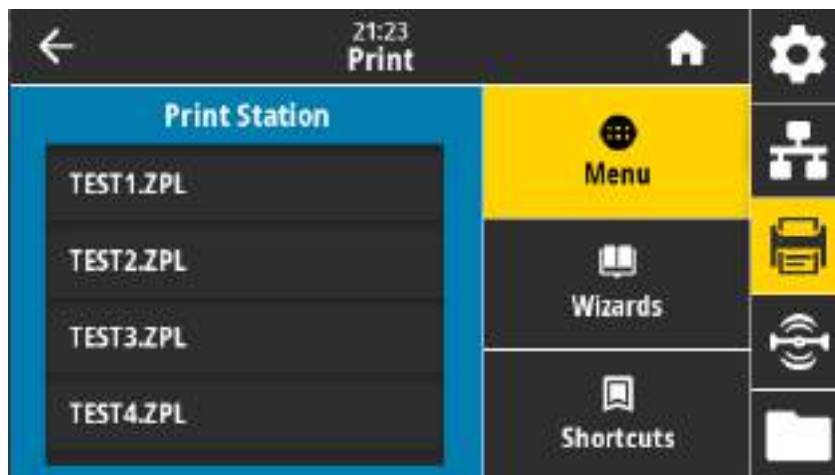 21:23
Print
Print Station
TEST1.ZPL
TEST2.ZPL
TEST3.ZPL
TEST4.ZPL
Menu
Wizards
Shortcuts